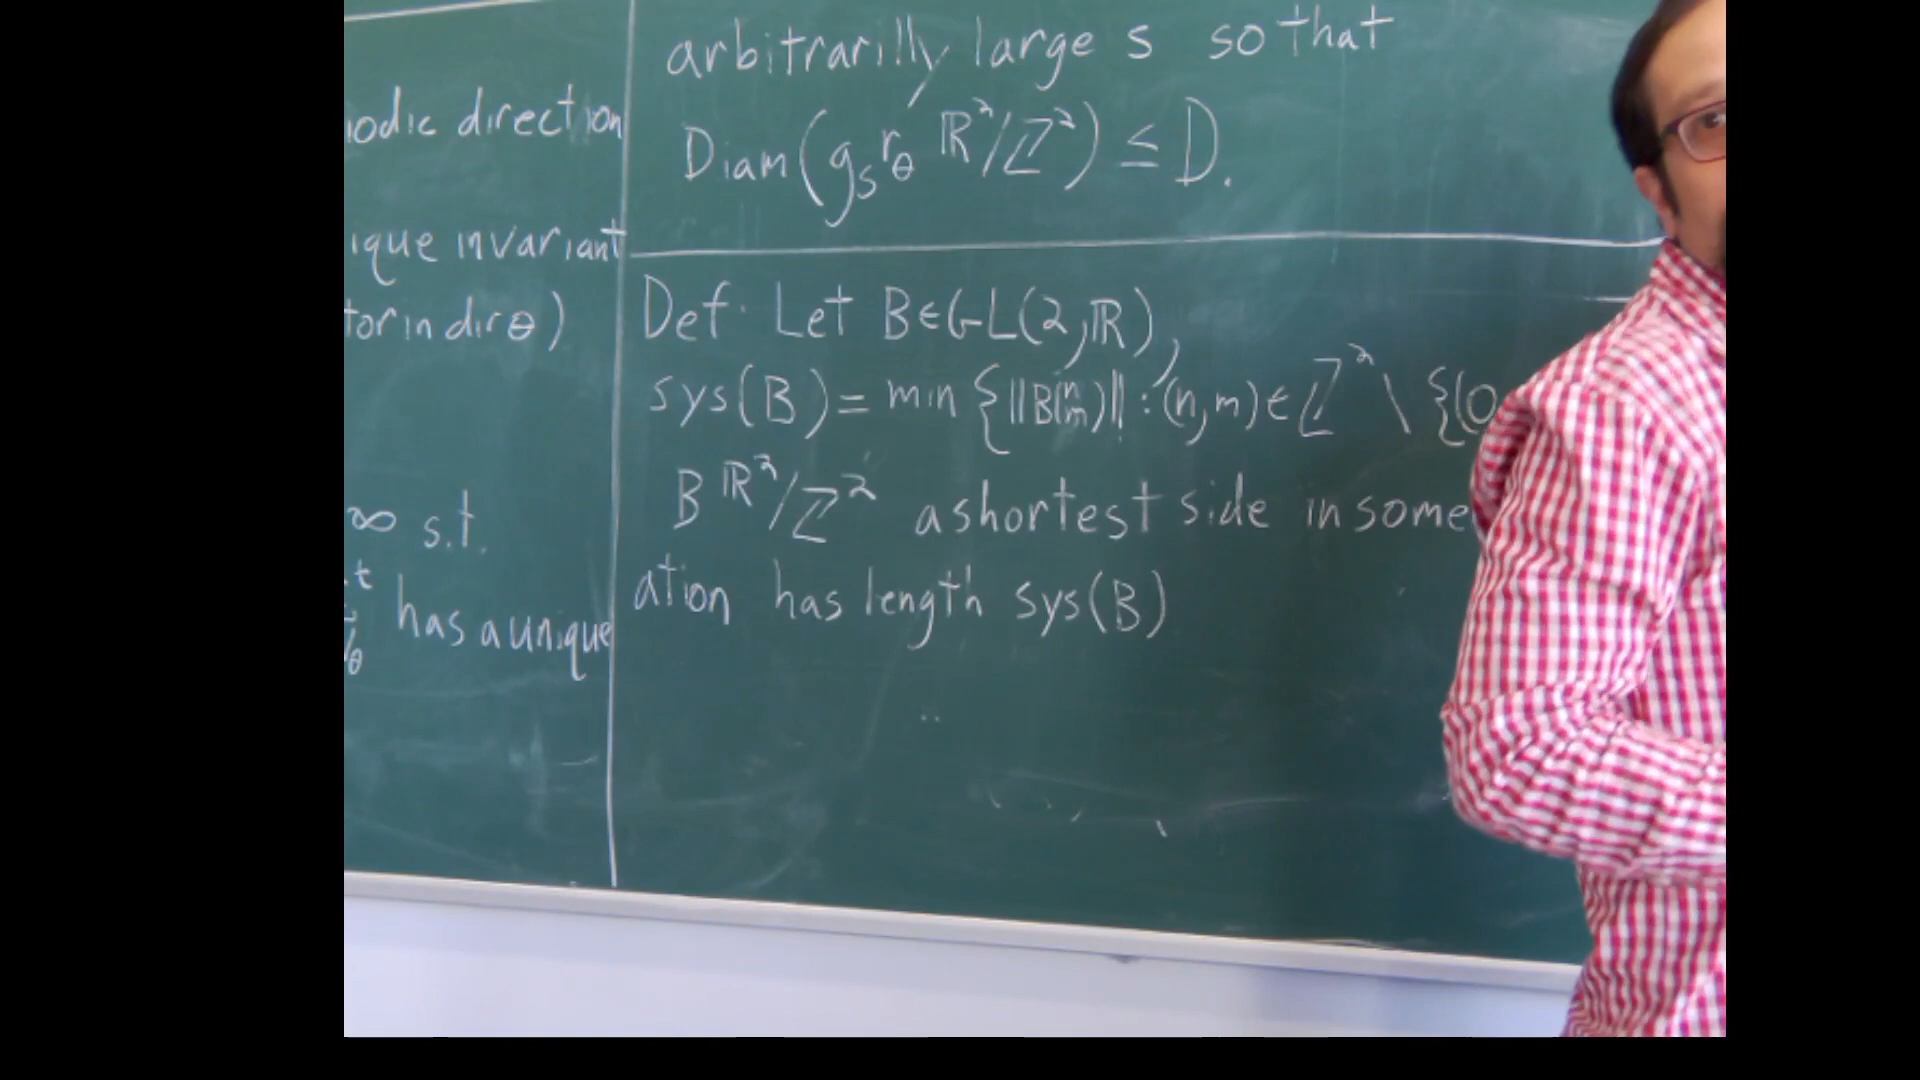 iodic direction
ique invariant
tor in dir θ)
∞ s.t.
has a unique
arbitrarilly large s so that
Diam(g_s r_θ ℝ²/ℤ²) ≤ D.
Def. Let B∈GL(2,ℝ),
sys(B) = min {||B(n m)|| : (n,m) ∈ ℤ² \ {(0
B ℝ²/ℤ² a shortest side in some
ation has length sys(B)